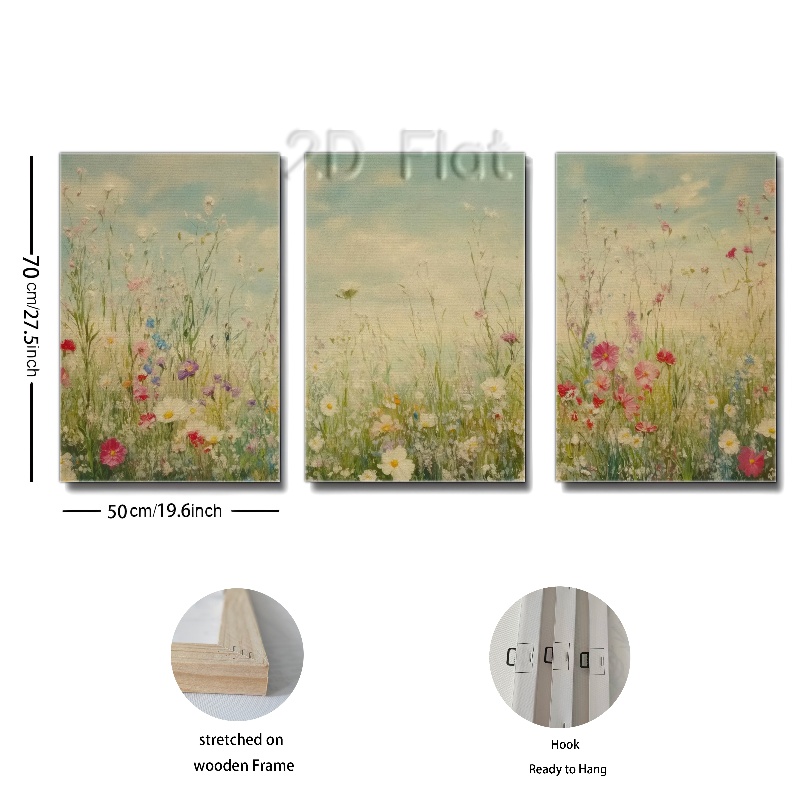 2D Flat
70 cm/27.5inch
50cm/19.6inch
stretched on
wooden Frame
Hook
Ready to Hang